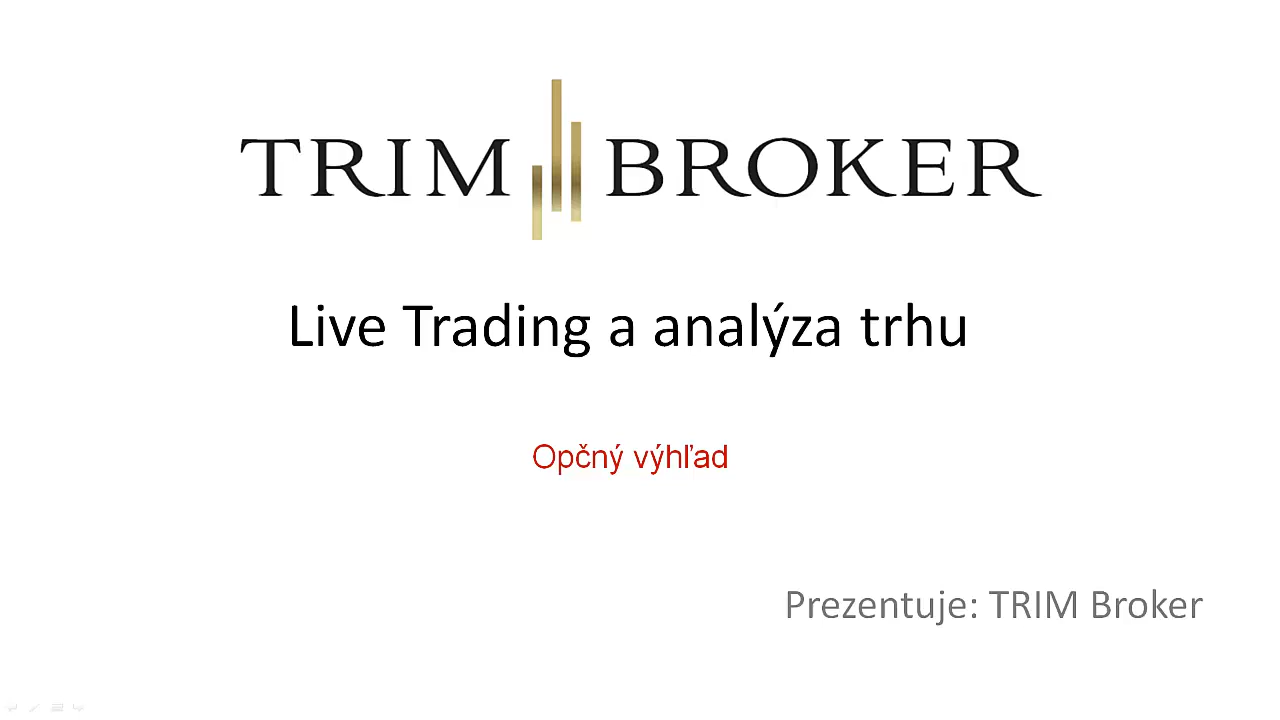 TRIM BROKER
Live Trading a analýza trhu
Opčný výhľad
Prezentuje: TRIM Broker